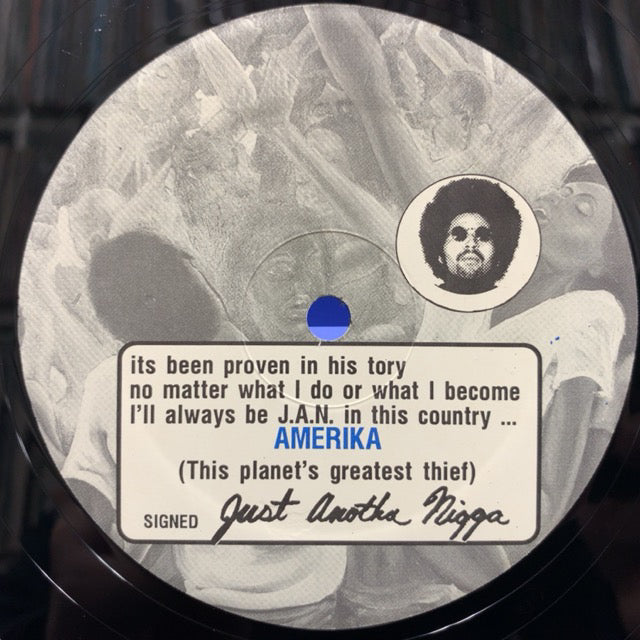 its been proven in his tory
no matter what I do or what I become
I'll always be J.A.N. in this country ...
AMERIKA
(This planet's greatest thief)
SIGNED Just Anotha Nigga